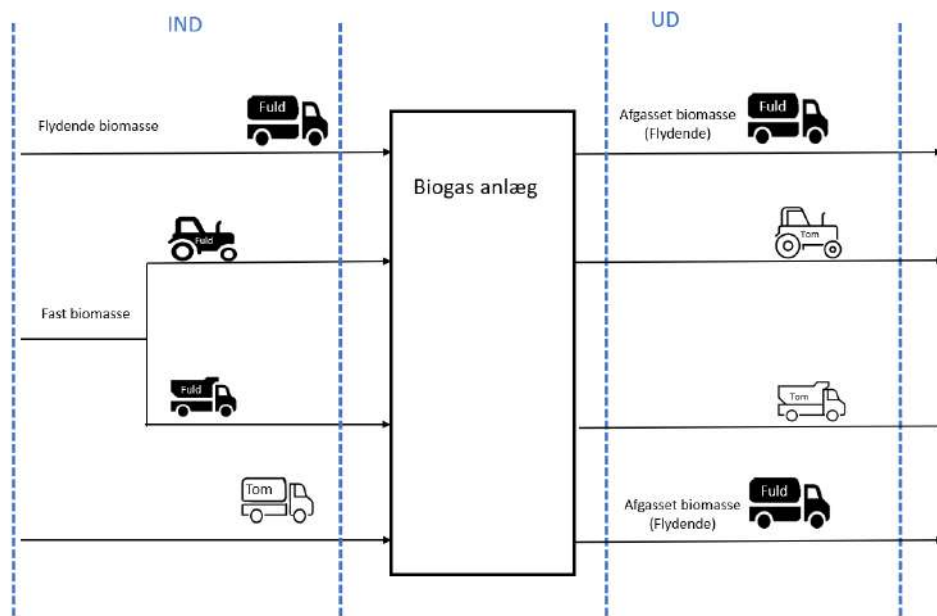 IND
UD
Fuld
Flydende biomasse
Afgasset biomasse
(Flydende)
Fuld
Biogas anlæg
Fuld
Tom
Fast biomasse
Fuld
Tom
Tom
Afgasset biomasse
(Flydende)
Fuld